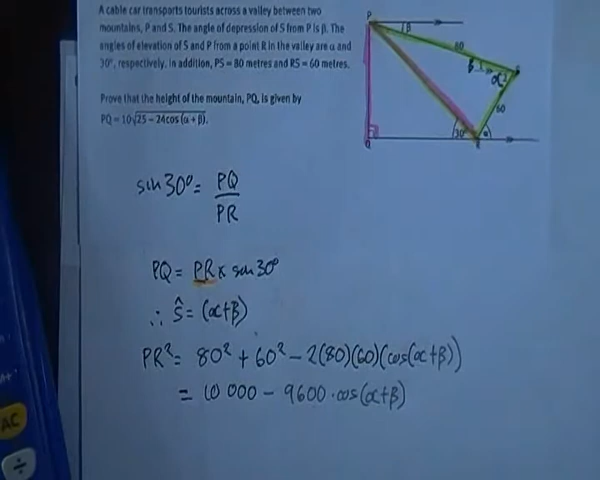 A cable car transports tourists across a valley between two
mountains, P and S. The angle of depression of S from P is β. The
angles of elevation of S and P from a point R in the valley are α and
30°, respectively. In addition, PS = 80 metres and RS = 60 metres.
Prove that the height of the mountain, PQ, is given by
PQ = 10√25 − 24cos (α + β).
P
β
80
β
α
60
30°
α
Q
sin 30° = PQ
PR
PQ = PR x sin 30°
∴ Ŝ = (α+β)
PR² = 80² + 60² − 2(80)(60)(cos(α+β))
= 10 000 − 9600 · cos(α+β)
AC
÷